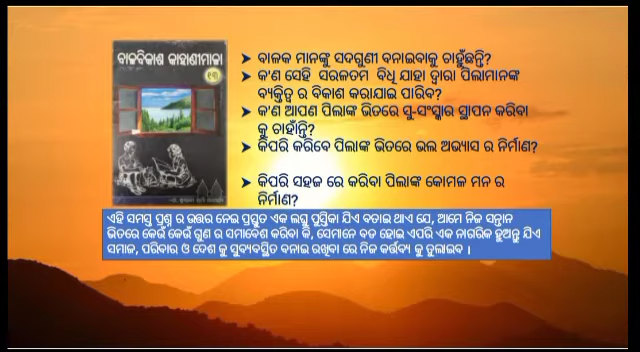 ବାଳବିକାଶ କାହାଣୀମାଳା
୧୩
ବାଳକ ମାନଙ୍କୁ ସଦଗୁଣୀ ବନାଇବାକୁ ଚାହୁଁଛନ୍ତି?
କ'ଣ ସେହି ସରଳତମ ବିଧି ଯାହା ଦ୍ୱାରା ପିଲାମାନଙ୍କ
ବ୍ୟକ୍ତିତ୍ୱ ର ବିକାଶ କରାଯାଇ ପାରିବ?
କ'ଣ ଆପଣ ପିଲାଙ୍କ ଭିତରେ ସୁ-ସଂସ୍କାର ସ୍ଥାପନ କରିବା
କୁ ଚାହାଁନ୍ତି?
କିପରି କରିବେ ପିଲାଙ୍କ ଭିତରେ ଭଲ ଅଭ୍ୟାସ ର ନିର୍ମାଣ?
କିପରି ସହଜ ରେ କରିବା ପିଲାଙ୍କ କୋମଳ ମନ ର
ନିର୍ମାଣ?
ଏହି ସମସ୍ତ ପ୍ରଶ୍ନ ର ଉତ୍ତର ନେଇ ପ୍ରସ୍ତୁତ ଏକ ଲଘୁ ପୁସ୍ତିକା ଯିଏ ବତାଇ ଥାଏ ଯେ, ଆମେ ନିଜ ସନ୍ତାନ
ଭିତରେ କେଉଁ କେଉଁ ଗୁଣ ର ସମାବେଶ କରିବା କି, ସେମାନେ ବଡ ହୋଇ ଏପରି ଏକ ନାଗରିକ ହୁଅନ୍ତୁ ଯିଏ
ସମାଜ, ପରିବାର ଓ ଦେଶ କୁ ସୁବ୍ୟବସ୍ଥିତ ବନାଇ ରଖିବା ରେ ନିଜ କର୍ତ୍ତବ୍ୟ କୁ ତୁଲାଇବ ।